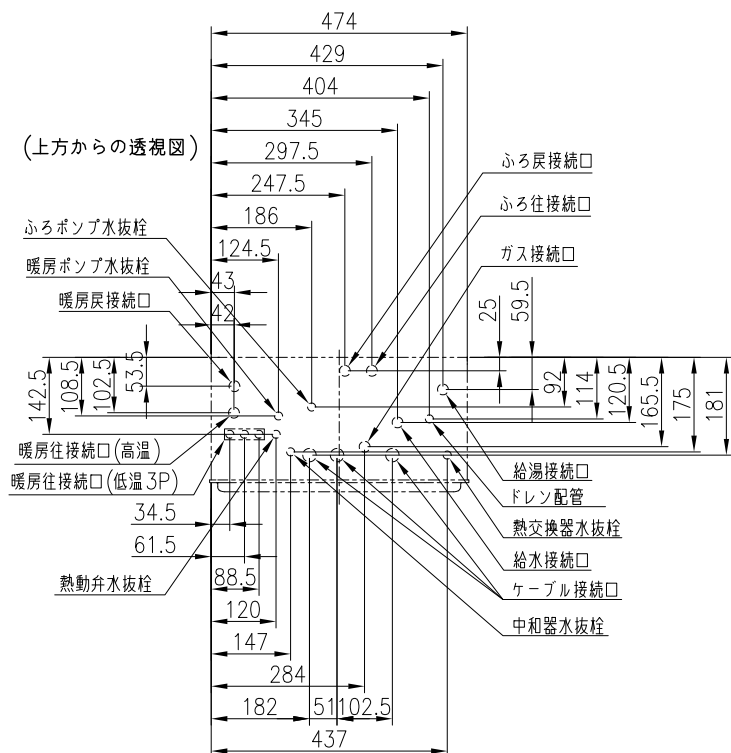 474
429
404
(上方からの透視図)
345
297.5
ふろ戻接続口
247.5
ふろ往接続口
186
ふろポンプ水抜栓
124.5
ガス接続口
暖房ポンプ水抜栓
43
暖房戻接続口
42
25
59.5
142.5
108.5
102.5
53.5
92
114
120.5
165.5
175
181
暖房往接続口(高温)
給湯接続口
暖房往接続口(低温3P)
ドレン配管
34.5
熱交換器水抜栓
61.5
給水接続口
88.5
熱動弁水抜栓
ケーブル接続口
120
中和器水抜栓
147
284
182
51
102.5
437